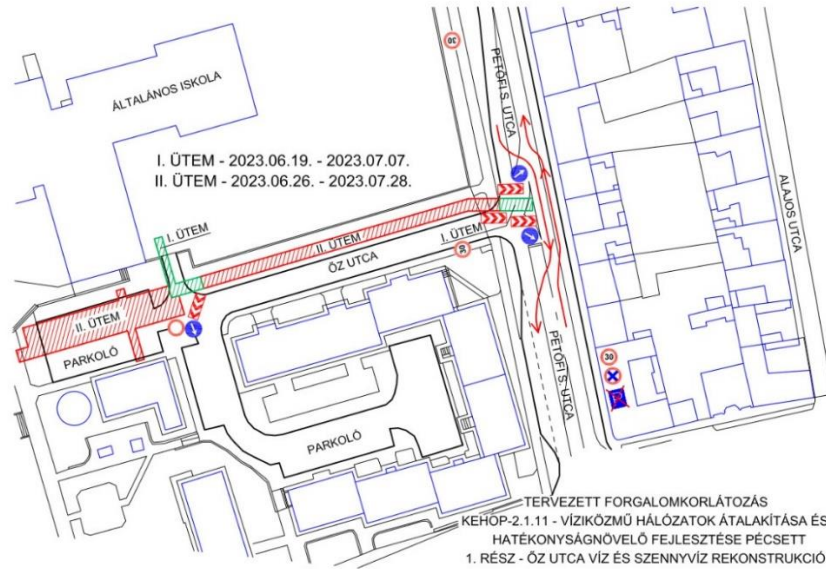 30
PETŐFI S. UTCA
ÁLTALÁNOS ISKOLA
I. ÜTEM - 2023.06.19. - 2023.07.07.
II. ÜTEM - 2023.06.26. - 2023.07.28.
ALAJOS UTCA
I. ÜTEM
II. ÜTEM
I. ÜTEM
ŐZ UTCA
30
II. ÜTEM
PARKOLÓ
PETŐFI S. UTCA
30
P
PARKOLÓ
TERVEZETT FORGALOMKORLÁTOZÁS
KEHOP-2.1.11 - VÍZIKÖZMŰ HÁLÓZATOK ÁTALAKÍTÁSA ÉS
HATÉKONYSÁGNÖVELŐ FEJLESZTÉSE PÉCSETT
1. RÉSZ - ŐZ UTCA VÍZ ÉS SZENNYVÍZ REKONSTRUKCIÓ